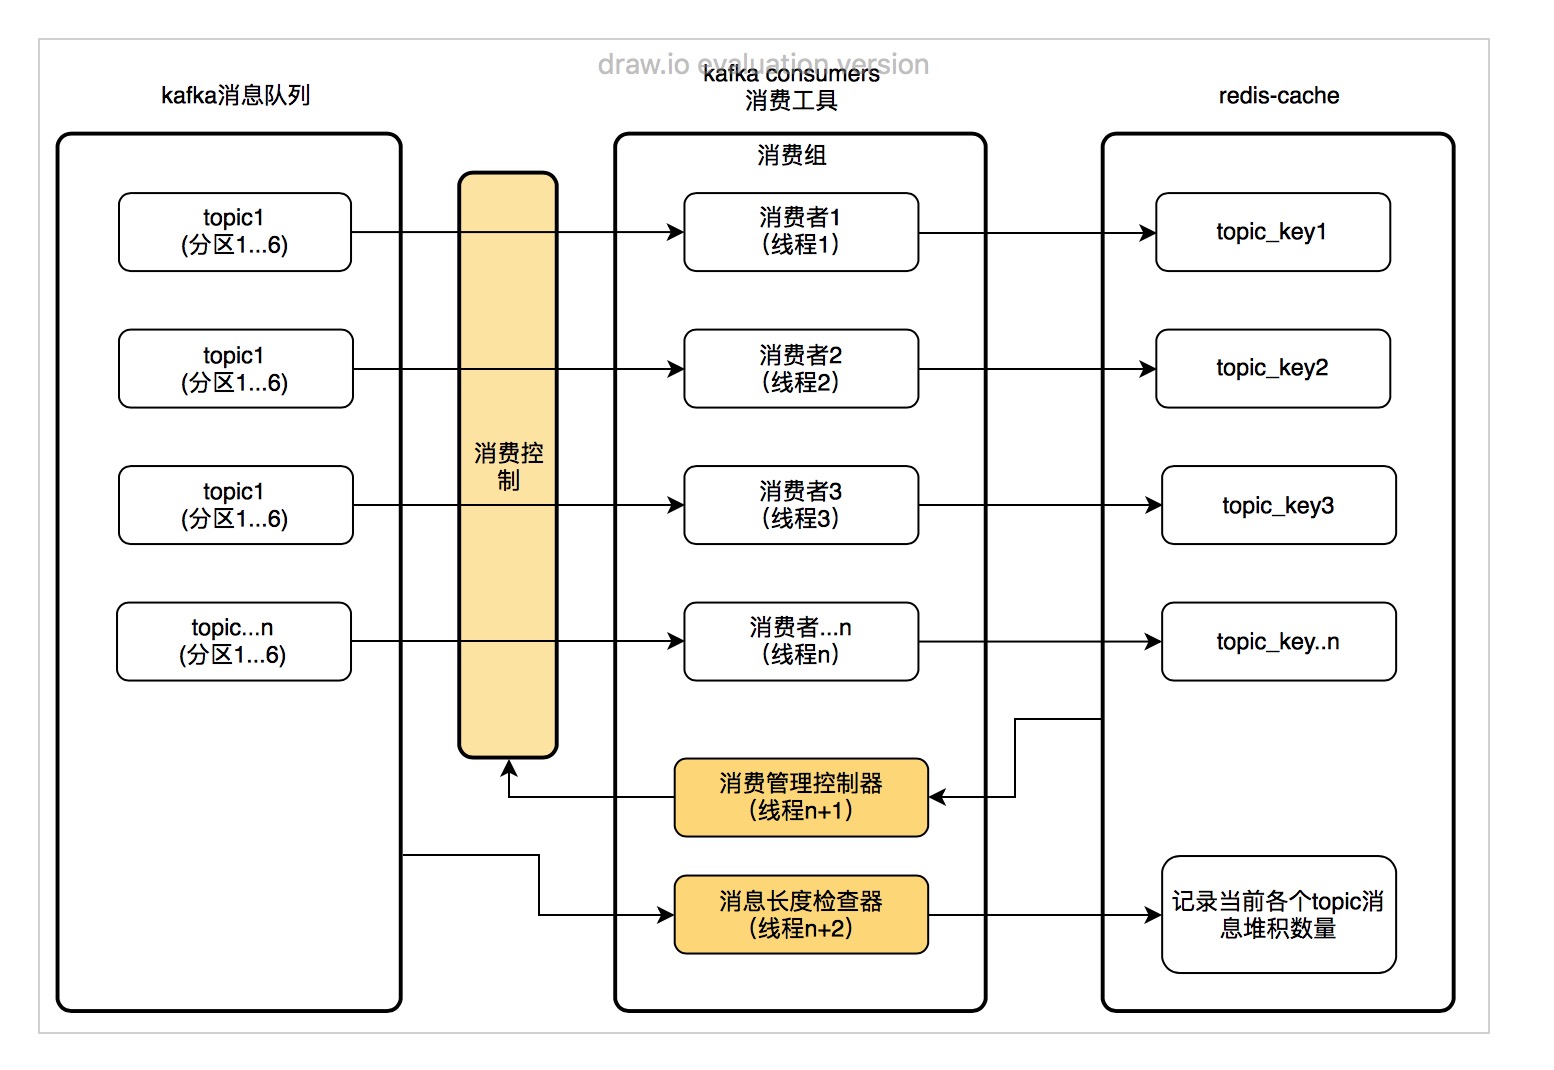 draw.io evaluation version
kafka消息队列
kafka consumers
消费工具
redis-cache
消费组
topic1
(分区1...6)
消费者1
（线程1）
topic_key1
topic1
(分区1...6)
消费者2
（线程2）
topic_key2
消费控
制
topic1
(分区1...6)
消费者3
（线程3）
topic_key3
topic...n
(分区1...6)
消费者...n
（线程n）
topic_key..n
消费管理控制器
（线程n+1）
消息长度检查器
（线程n+2）
记录当前各个topic消
息堆积数量